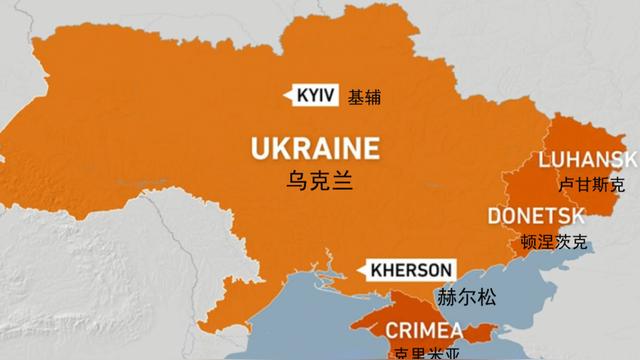 KYIV 基辅
UKRAINE
乌克兰
LUHANSK
卢甘斯克
DONETSK
顿涅茨克
KHERSON
赫尔松
CRIMEA
克里米亚